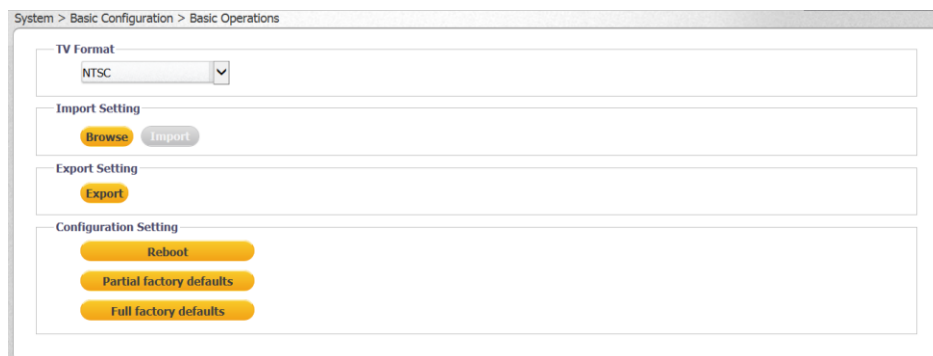 System > Basic Configuration > Basic Operations
TV Format
NTSC
Import Setting
Browse Import
Export Setting
Export
Configuration Setting
Reboot
Partial factory defaults
Full factory defaults